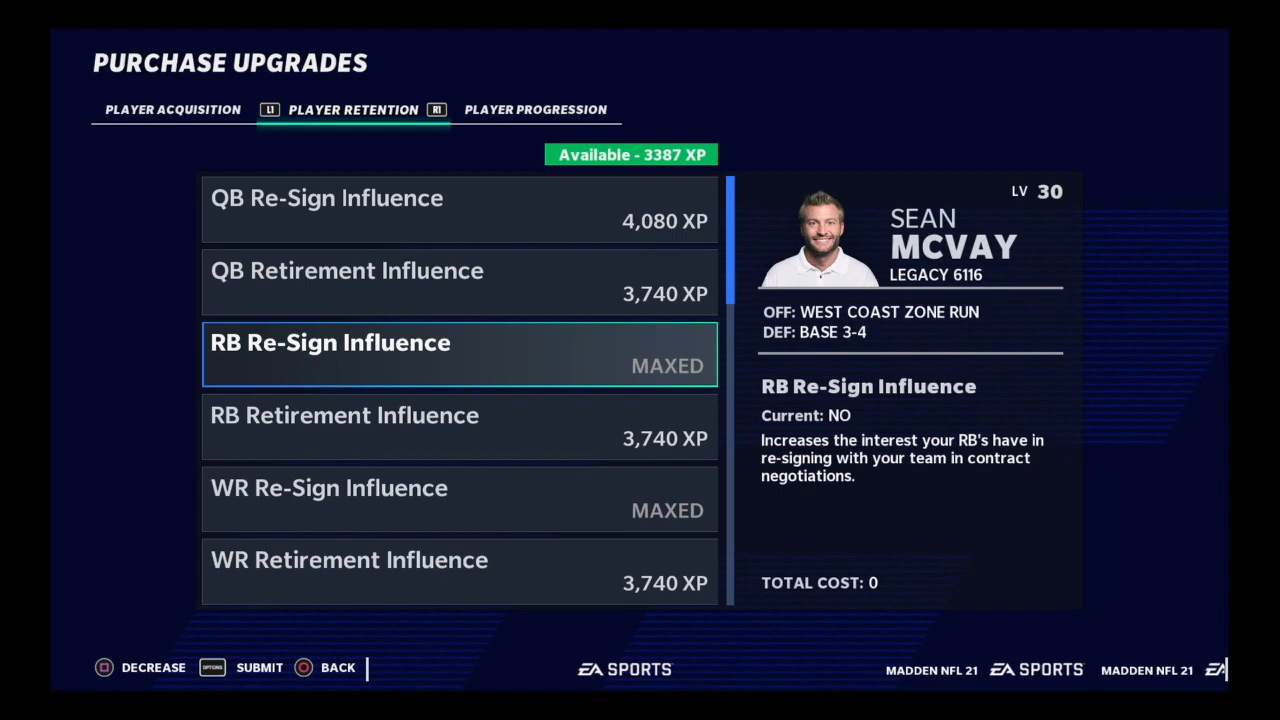 PURCHASE UPGRADES
PLAYER ACQUISITION L1 PLAYER RETENTION R1 PLAYER PROGRESSION
Available - 3387 XP
QB Re-Sign Influence
4,080 XP
QB Retirement Influence
3,740 XP
RB Re-Sign Influence
MAXED
RB Retirement Influence
3,740 XP
WR Re-Sign Influence
MAXED
WR Retirement Influence
3,740 XP
LV 30
SEAN
MCVAY
LEGACY 6116
OFF: WEST COAST ZONE RUN
DEF: BASE 3-4
RB Re-Sign Influence
Current: NO
Increases the interest your RB's have in
re-signing with your team in contract
negotiations.
TOTAL COST: 0
DECREASE OPTIONS SUBMIT BACK
EA SPORTS
MADDEN NFL 21 EA SPORTS MADDEN NFL 21 EA